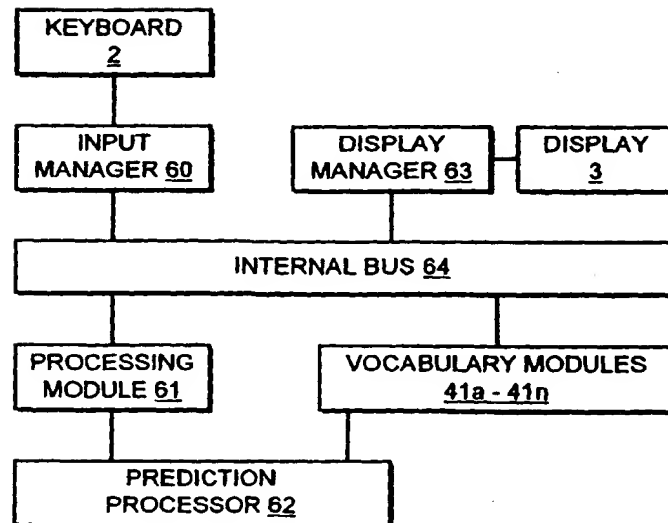 KEYBOARD
2
INPUT
MANAGER 60
DISPLAY
MANAGER 63
DISPLAY
3
INTERNAL BUS 64
PROCESSING
MODULE 61
VOCABULARY MODULES
41a - 41n
PREDICTION
PROCESSOR 62